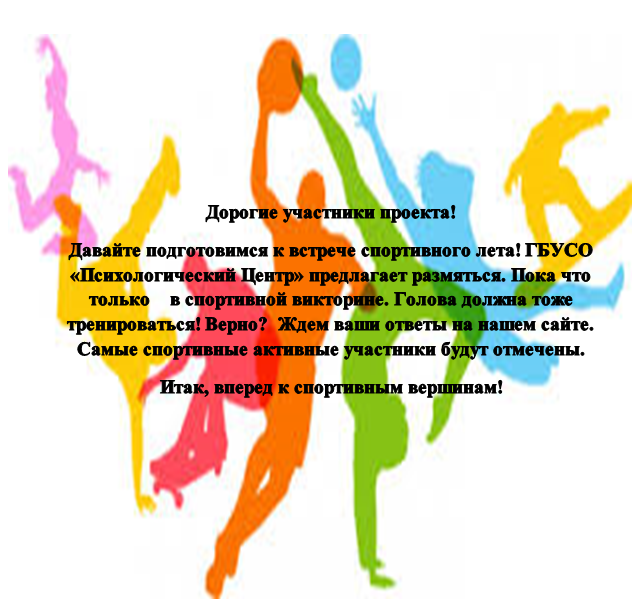 Дорогие участники проекта!
Давайте подготовимся к встрече спортивного лета! ГБУСО
«Психологический Центр» предлагает размяться. Пока что
только в спортивной викторине. Голова должна тоже
тренироваться! Верно? Ждем ваши ответы на нашем сайте.
Самые спортивные активные участники будут отмечены.
Итак, вперед к спортивным вершинам!